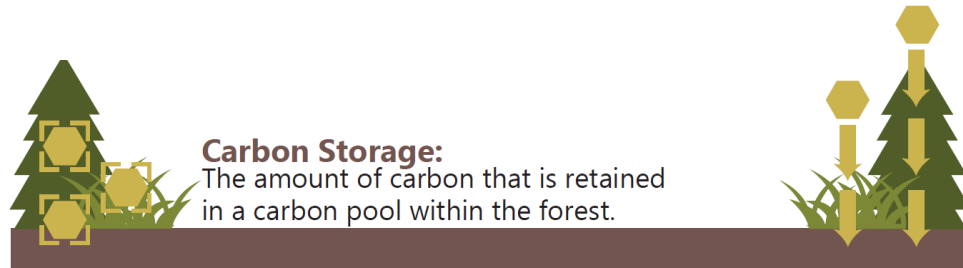 Carbon Storage:
The amount of carbon that is retained
in a carbon pool within the forest.